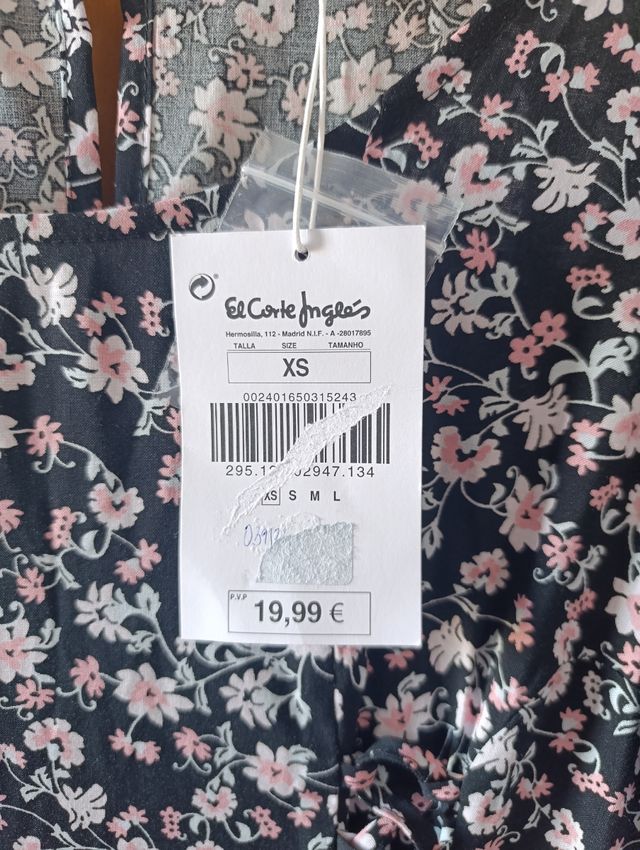 El Corte Inglés
Hermosilla, 112 - Madrid N.I.F. - A -28017895
TALLA SIZE TAMANHO
XS
002401650315243
XS S M L
P.V.P
19,99 €